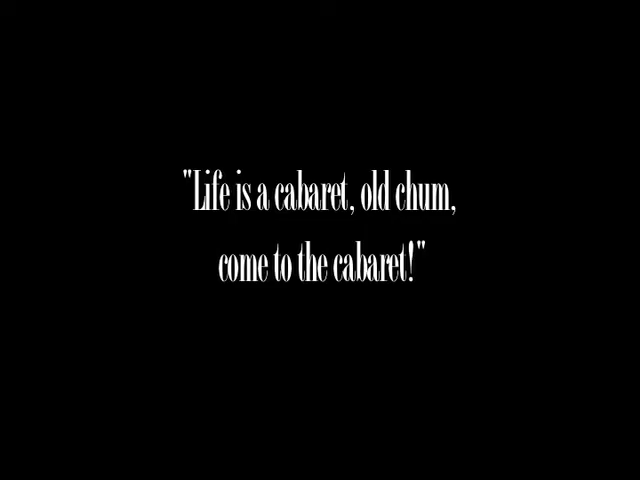 "Life is a cabaret, old chum,
come to the cabaret!"